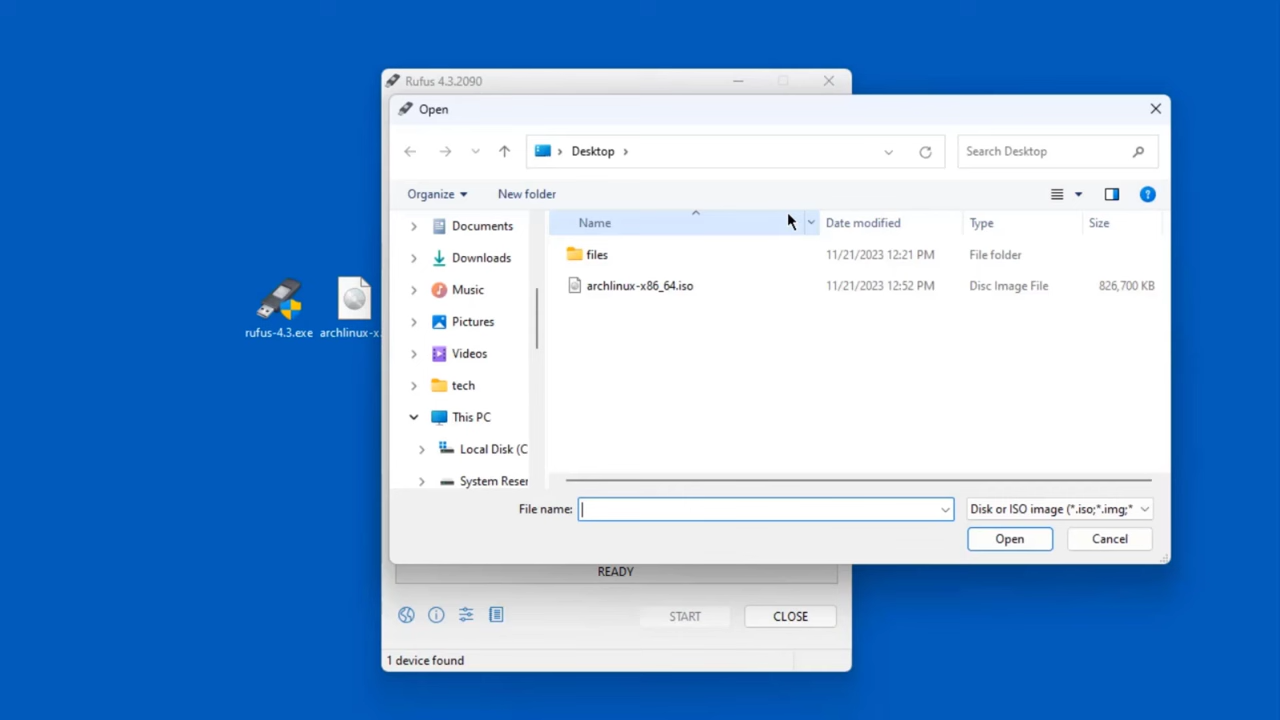 Rufus 4.3.2090
Open
Desktop
Search Desktop
Organize
New folder
Name
Date modified
Type
Size
Documents
Downloads
Music
Pictures
Videos
tech
This PC
Local Disk (C
System Reser
files
11/21/2023 12:21 PM
File folder
archlinux-x86_64.iso
11/21/2023 12:52 PM
Disc Image File
826,700 KB
rufus-4.3.exe
archlinux-x.
File name:
Disk or ISO image (*.iso;*.img;*
Open
Cancel
READY
START
CLOSE
1 device found